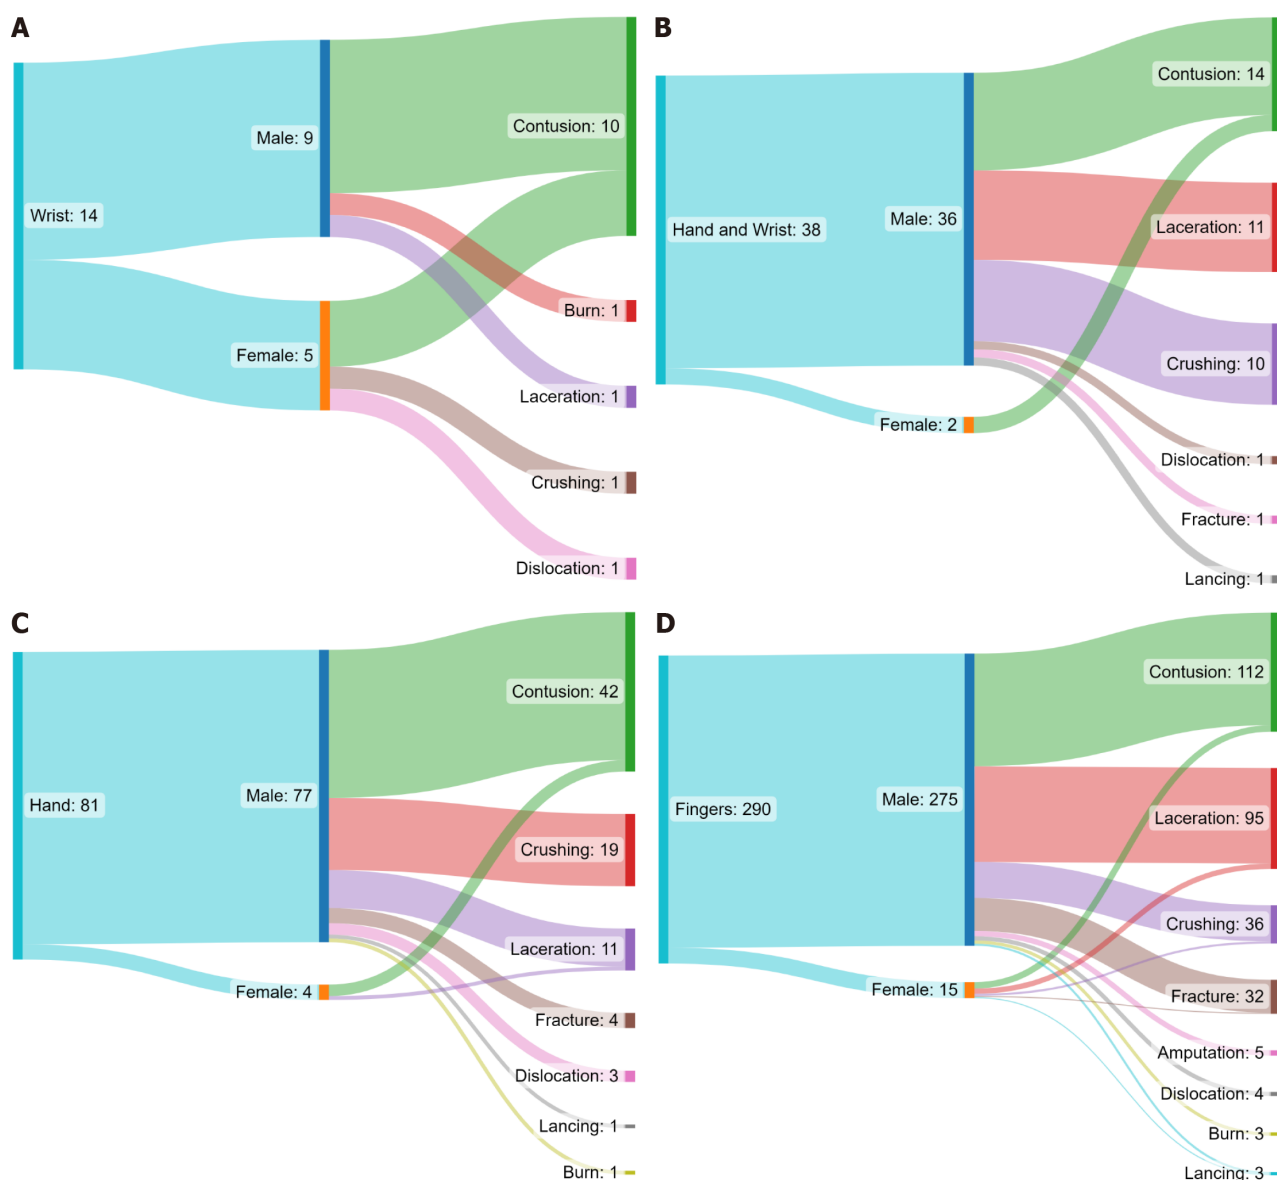 A
Wrist: 14
Male: 9
Female: 5
Contusion: 10
Burn: 1
Laceration: 1
Crushing: 1
Dislocation: 1
B
Hand and Wrist: 38
Male: 36
Female: 2
Contusion: 14
Laceration: 11
Crushing: 10
Dislocation: 1
Fracture: 1
Lancing: 1
C
Hand: 81
Male: 77
Female: 4
Contusion: 42
Crushing: 19
Laceration: 11
Fracture: 4
Dislocation: 3
Lancing: 1
Burn: 1
D
Fingers: 290
Male: 275
Female: 15
Contusion: 112
Laceration: 95
Crushing: 36
Fracture: 32
Amputation: 5
Dislocation: 4
Burn: 3
Lancing: 3